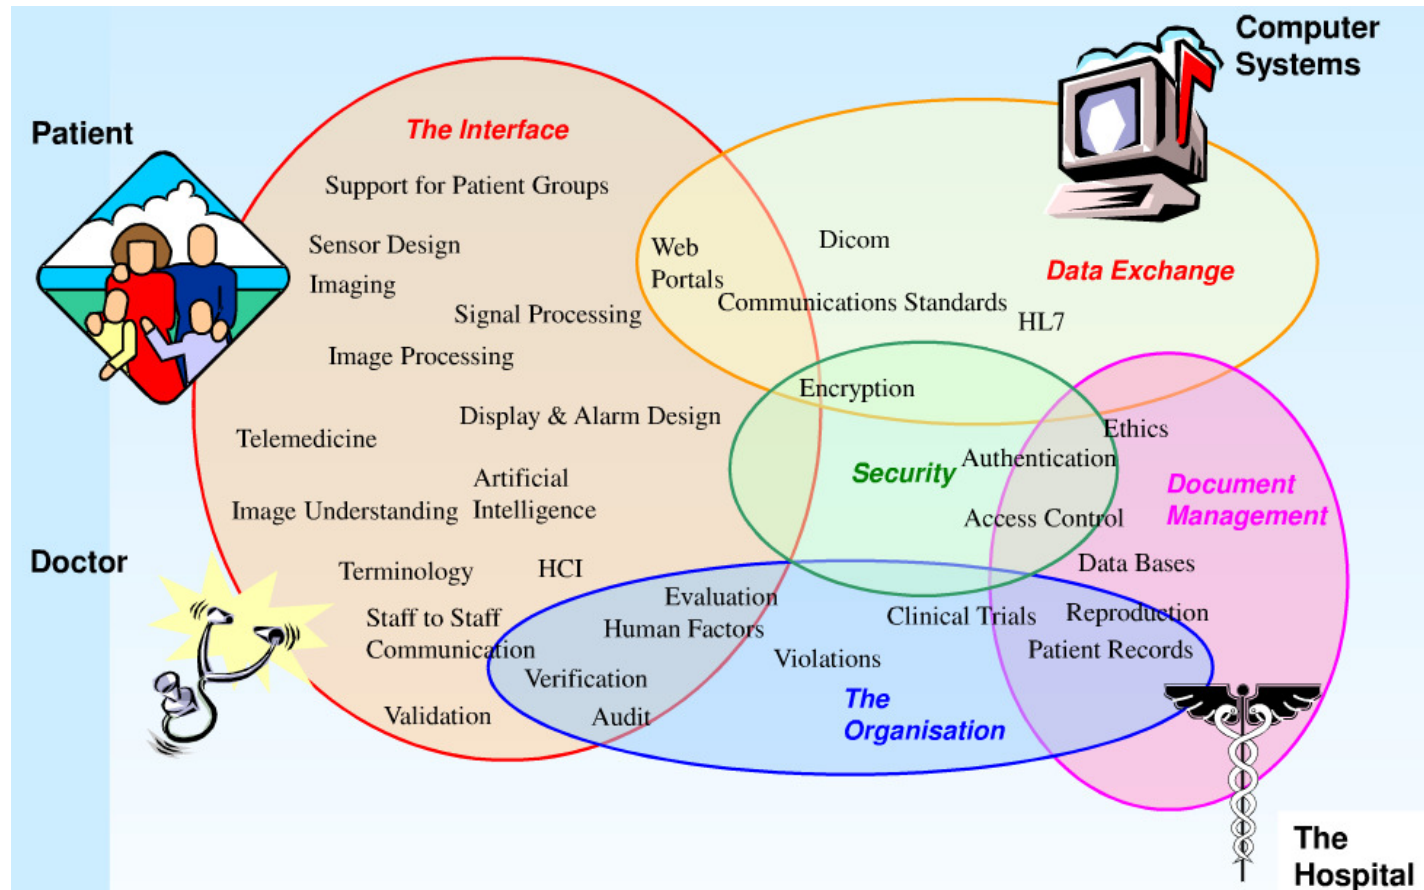 Computer
Systems
Patient
The Interface
Support for Patient Groups
Sensor Design
Imaging
Signal Processing
Image Processing
Display & Alarm Design
Telemedicine
Artificial
Intelligence
Image Understanding
Doctor
Terminology
HCI
Staff to Staff
Communication
Validation
Web
Portals
Dicom
Data Exchange
Communications Standards
HL7
Encryption
Ethics
Authentication
Security
Document
Management
Access Control
Data Bases
Evaluation
Human Factors
Verification
Audit
Clinical Trials
Reproduction
Patient Records
Violations
The
Organisation
The
Hospital